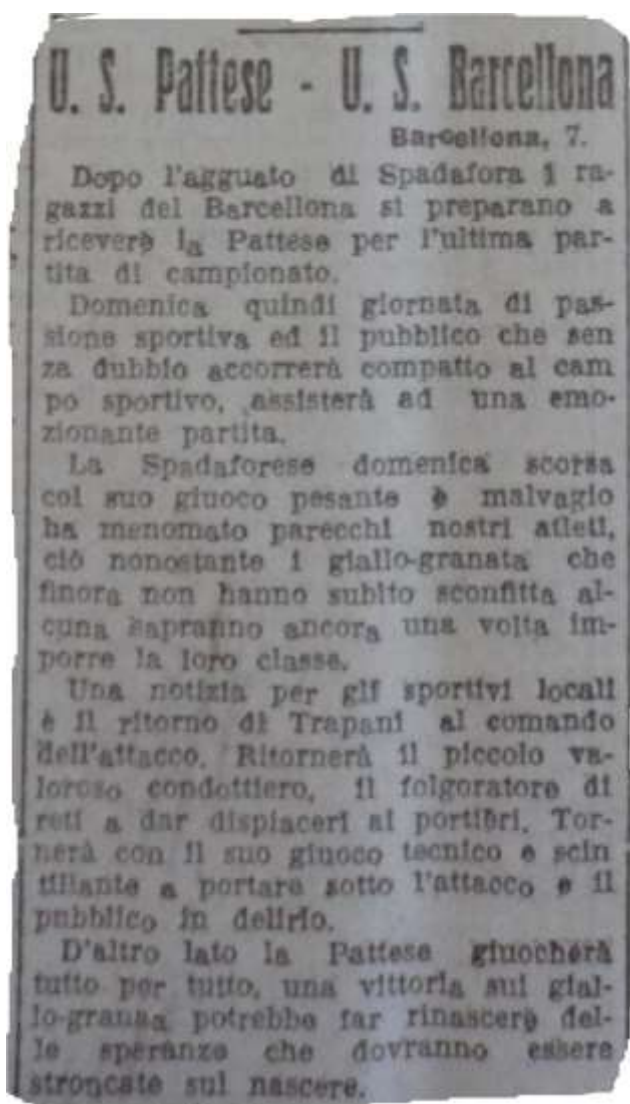 U. S. Pattese - U. S. Barcellona
Barcellona, 7.
Dopo l'agguato di Spadafora i ra-
gazzi del Barcellona si preparano a
ricevere la Pattese per l'ultima par-
tita di campionato.
Domenica quindi giornata di pas-
sione sportiva ed il pubblico che sen
za dubbio accorrerà compatto al cam
po sportivo, assisterà ad una emo-
zionante partita.
La Spadaforese domenica scorsa
col suo giuoco pesante e malvagio
ha menomato parecchi nostri atleti,
ciò nonostante i giallo-granata che
finora non hanno subito sconfitta al-
cuna sapranno ancora una volta im-
porre la loro classe.
Una notizia per gli sportivi locali
è il ritorno di Trapani al comando
dell'attacco. Ritornerà il piccolo va-
loroso condottiero, il folgoratore di
reti a dar dispiaceri ai portieri. Tor-
nerà con il suo giuoco tecnico e scin
tillante a portare sotto l'attacco e il
pubblico in delirio.
D'altro lato la Pattese giuocherà
tutto per tutto, una vittoria sui gial-
lo-grana potrebbe far rinascere del-
le speranze che dovranno essere
stroncate sul nascere.